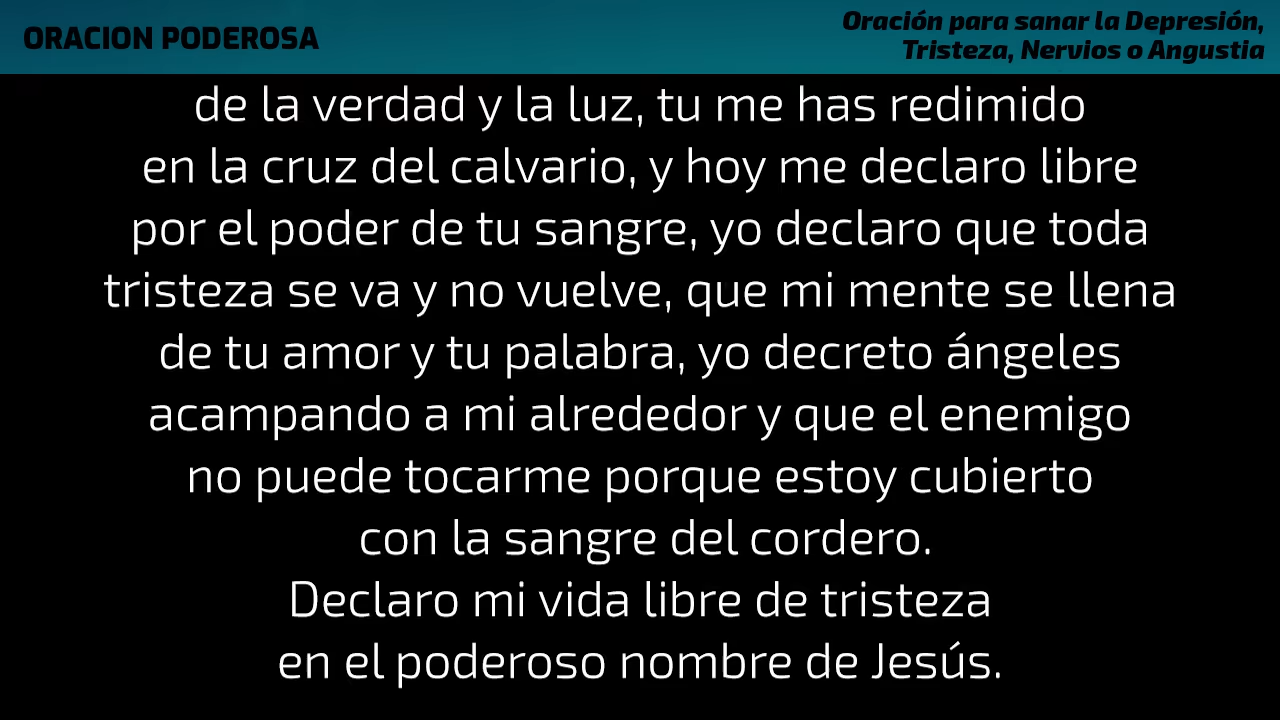 ORACION PODEROSA
Oración para sanar la Depresión,
Tristeza, Nervios o Angustia
de la verdad y la luz, tu me has redimido
en la cruz del calvario, y hoy me declaro libre
por el poder de tu sangre, yo declaro que toda
tristeza se va y no vuelve, que mi mente se llena
de tu amor y tu palabra, yo decreto ángeles
acampando a mi alrededor y que el enemigo
no puede tocarme porque estoy cubierto
con la sangre del cordero.
Declaro mi vida libre de tristeza
en el poderoso nombre de Jesús.